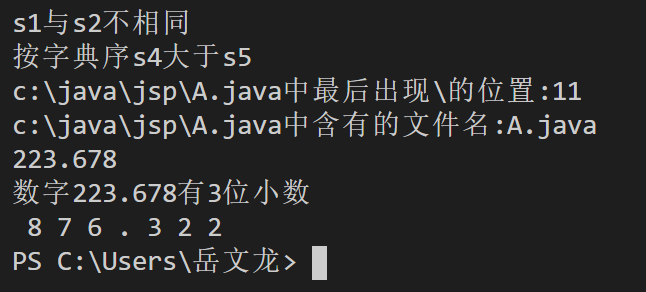 s1与s2不相同
按字典序s4大于s5
c:\java\jsp\A.java中最后出现\的位置:11
c:\java\jsp\A.java中含有的文件名:A.java
223.678
数字223.678有3位小数
 8 7 6 . 3 2 2
PS C:\Users\岳文龙>